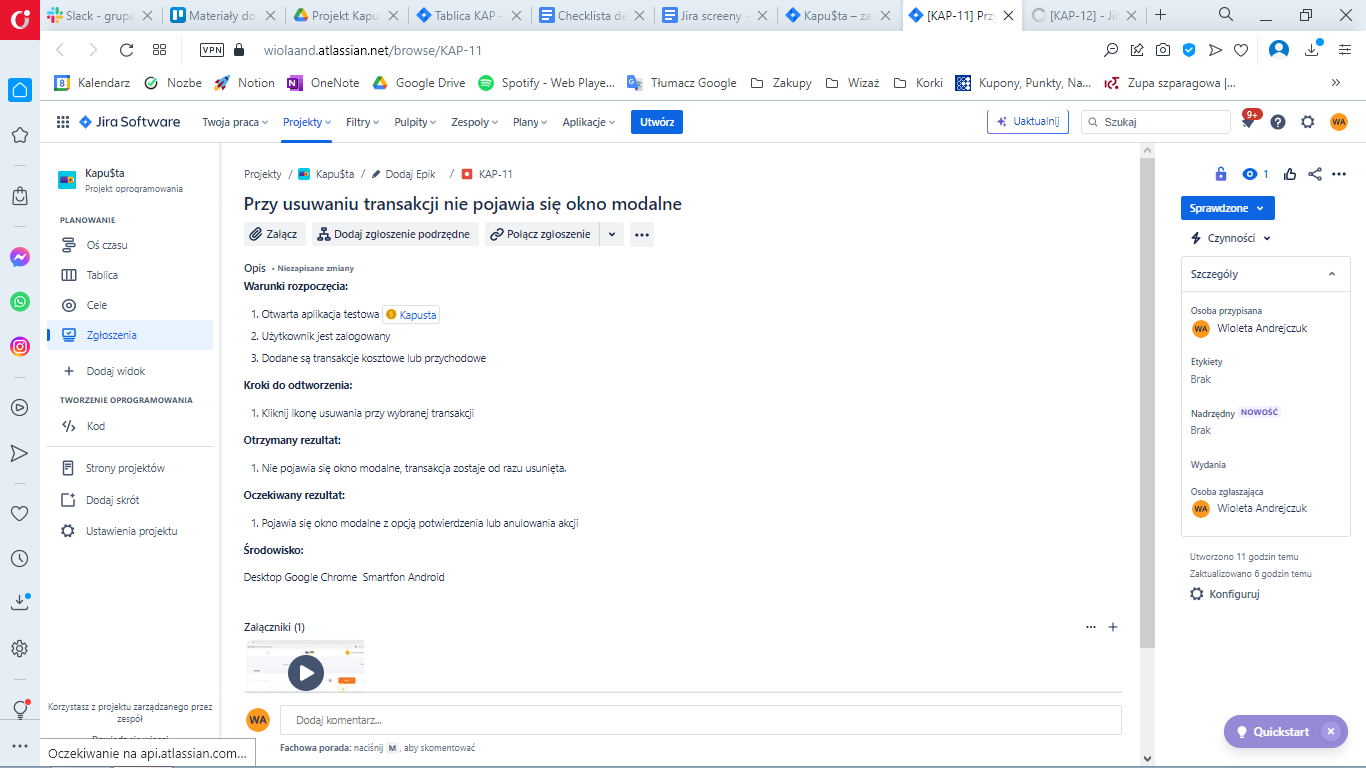 Slack - grupa
Materiały do
Projekt Kapu
Tablica KAP –
Checklista de
Jira screeny -
Kapu$ta – za
[KAP-11] Prz
[KAP-12] - Jir
VPN
wiolaand.atlassian.net/browse/KAP-11
Kalendarz
Nozbe
Notion
OneNote
Google Drive
Spotify - Web Playe...
Tłumacz Google
Zakupy
Wizaż
Korki
Kupony, Punkty, Na...
Zupa szparagowa |...
Jira Software
Twoja praca
Projekty
Filtry
Pulpity
Zespoły
Plany
Aplikacje
Utwórz
Uaktualnij
Szukaj
9+
WA
Kapu$ta
Projekt oprogramowania
PLANOWANIE
Oś czasu
Tablica
Cele
Zgłoszenia
Dodaj widok
TWORZENIE OPROGRAMOWANIA
Kod
Strony projektów
Dodaj skrót
Ustawienia projektu
Korzystasz z projektu zarządzanego przez
zespół
Oczekiwanie na api.atlassian.com...
Projekty / Kapu$ta / Dodaj Epik / KAP-11
Przy usuwaniu transakcji nie pojawia się okno modalne
Załącz
Dodaj zgłoszenie podrzędne
Połącz zgłoszenie
Opis • Niezapisane zmiany
Warunki rozpoczęcia:
1. Otwarta aplikacja testowa Kapusta
2. Użytkownik jest zalogowany
3. Dodane są transakcje kosztowe lub przychodowe
Kroki do odtworzenia:
1. Kliknij ikonę usuwania przy wybranej transakcji
Otrzymany rezultat:
1. Nie pojawia się okno modalne, transakcja zostaje od razu usunięta.
Oczekiwany rezultat:
1. Pojawia się okno modalne z opcją potwierdzenia lub anulowania akcji
Środowisko:
Desktop Google Chrome Smartfon Android
Załączniki (1)
WA
Dodaj komentarz...
Fachowa porada: naciśnij M , aby skomentować
1
Sprawdzone
Czynności
Szczegóły
Osoba przypisana
WA Wioleta Andrejczuk
Etykiety
Brak
Nadrzędny NOWOŚĆ
Brak
Wydania
Osoba zgłaszająca
WA Wioleta Andrejczuk
Utworzono 11 godzin temu
Zaktualizowano 6 godzin temu
Konfiguruj
Quickstart